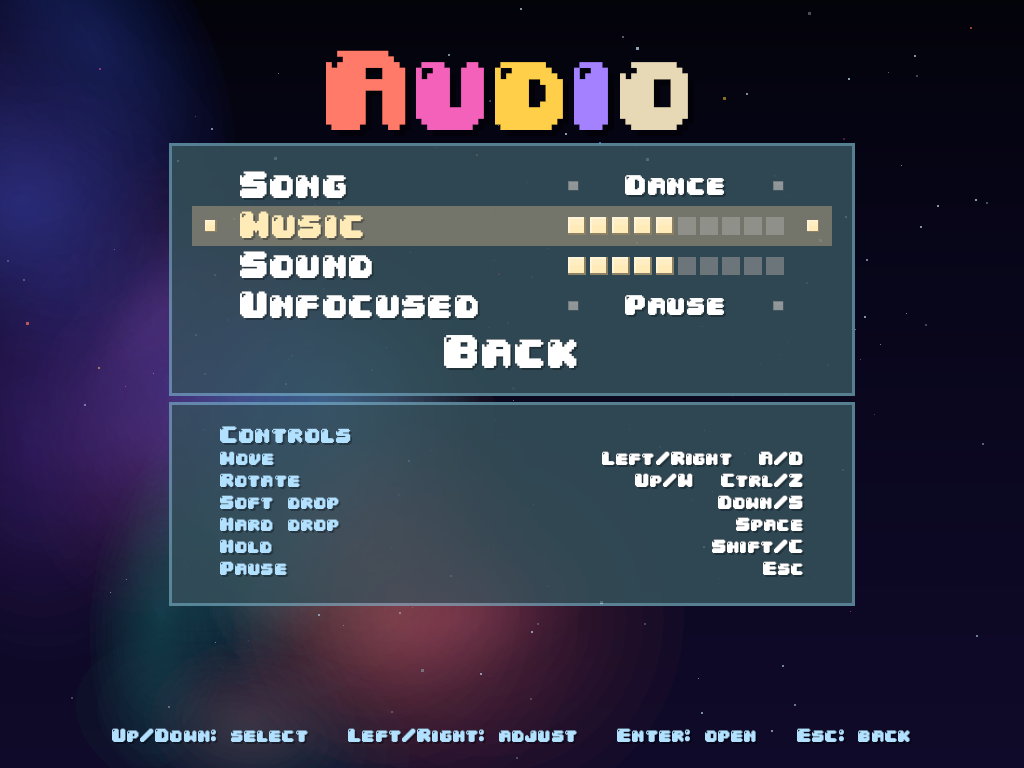 Audio
Song Dance
Music
Sound
Unfocused Pause
Back
Controls
Move Left/Right A/D
Rotate Up/W Ctrl/Z
Soft drop Down/S
Hard drop Space
Hold Shift/C
Pause Esc
Up/Down: select Left/Right: adjust Enter: open Esc: back